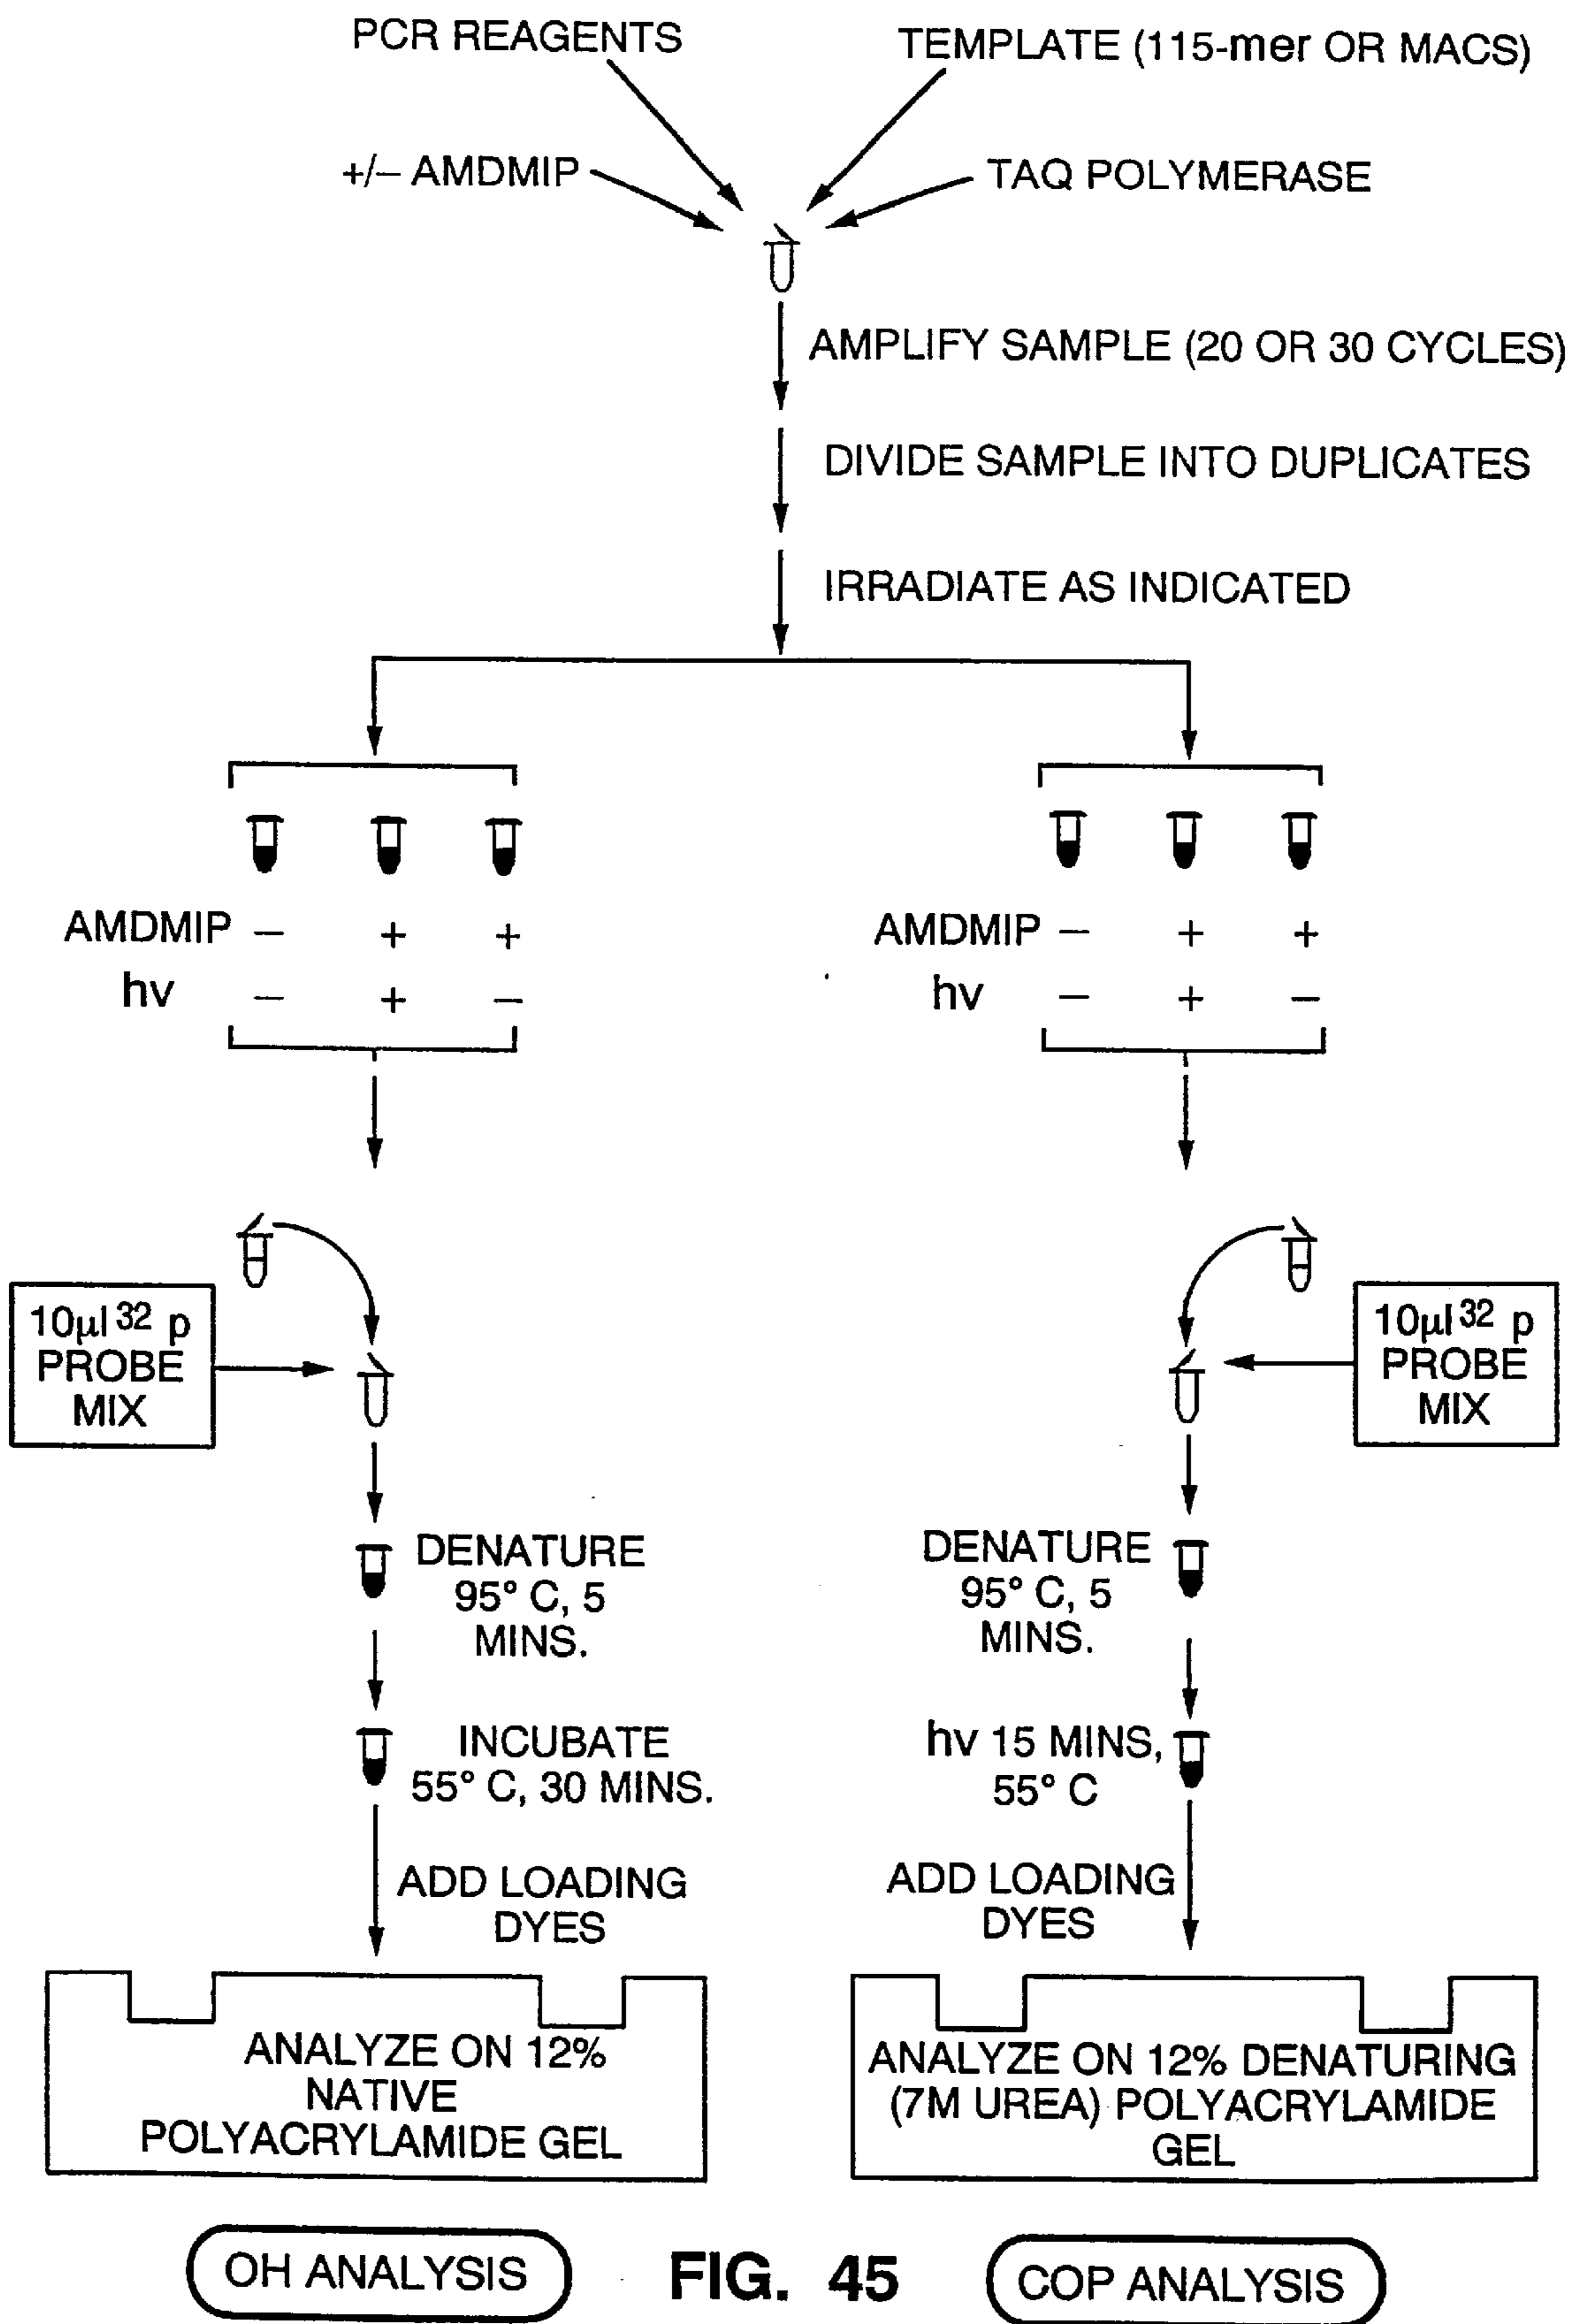 PCR REAGENTS
TEMPLATE (115-mer OR MACS)
+/– AMDMIP
TAQ POLYMERASE
AMPLIFY SAMPLE (20 OR 30 CYCLES)
DIVIDE SAMPLE INTO DUPLICATES
IRRADIATE AS INDICATED
AMDMIP – + +
hv – + –
AMDMIP – + +
hv – + –
10µl 32 p
PROBE
MIX
DENATURE
95° C, 5
MINS.
INCUBATE
55° C, 30 MINS.
ADD LOADING
DYES
ANALYZE ON 12%
NATIVE
POLYACRYLAMIDE GEL
OH ANALYSIS
10µl 32 p
PROBE
MIX
DENATURE
95° C, 5
MINS.
hv 15 MINS,
55° C
ADD LOADING
DYES
ANALYZE ON 12% DENATURING
(7M UREA) POLYACRYLAMIDE
GEL
COP ANALYSIS
FIG. 45